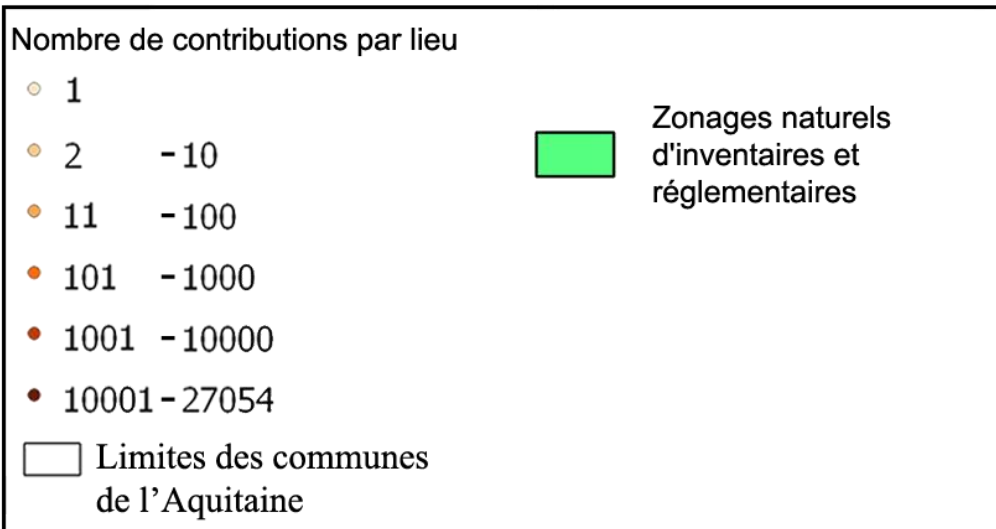 Nombre de contributions par lieu
1
2 -10
11 -100
101 -1000
1001 -10000
10001-27054
Limites des communes
de l’Aquitaine
Zonages naturels
d'inventaires et
réglementaires